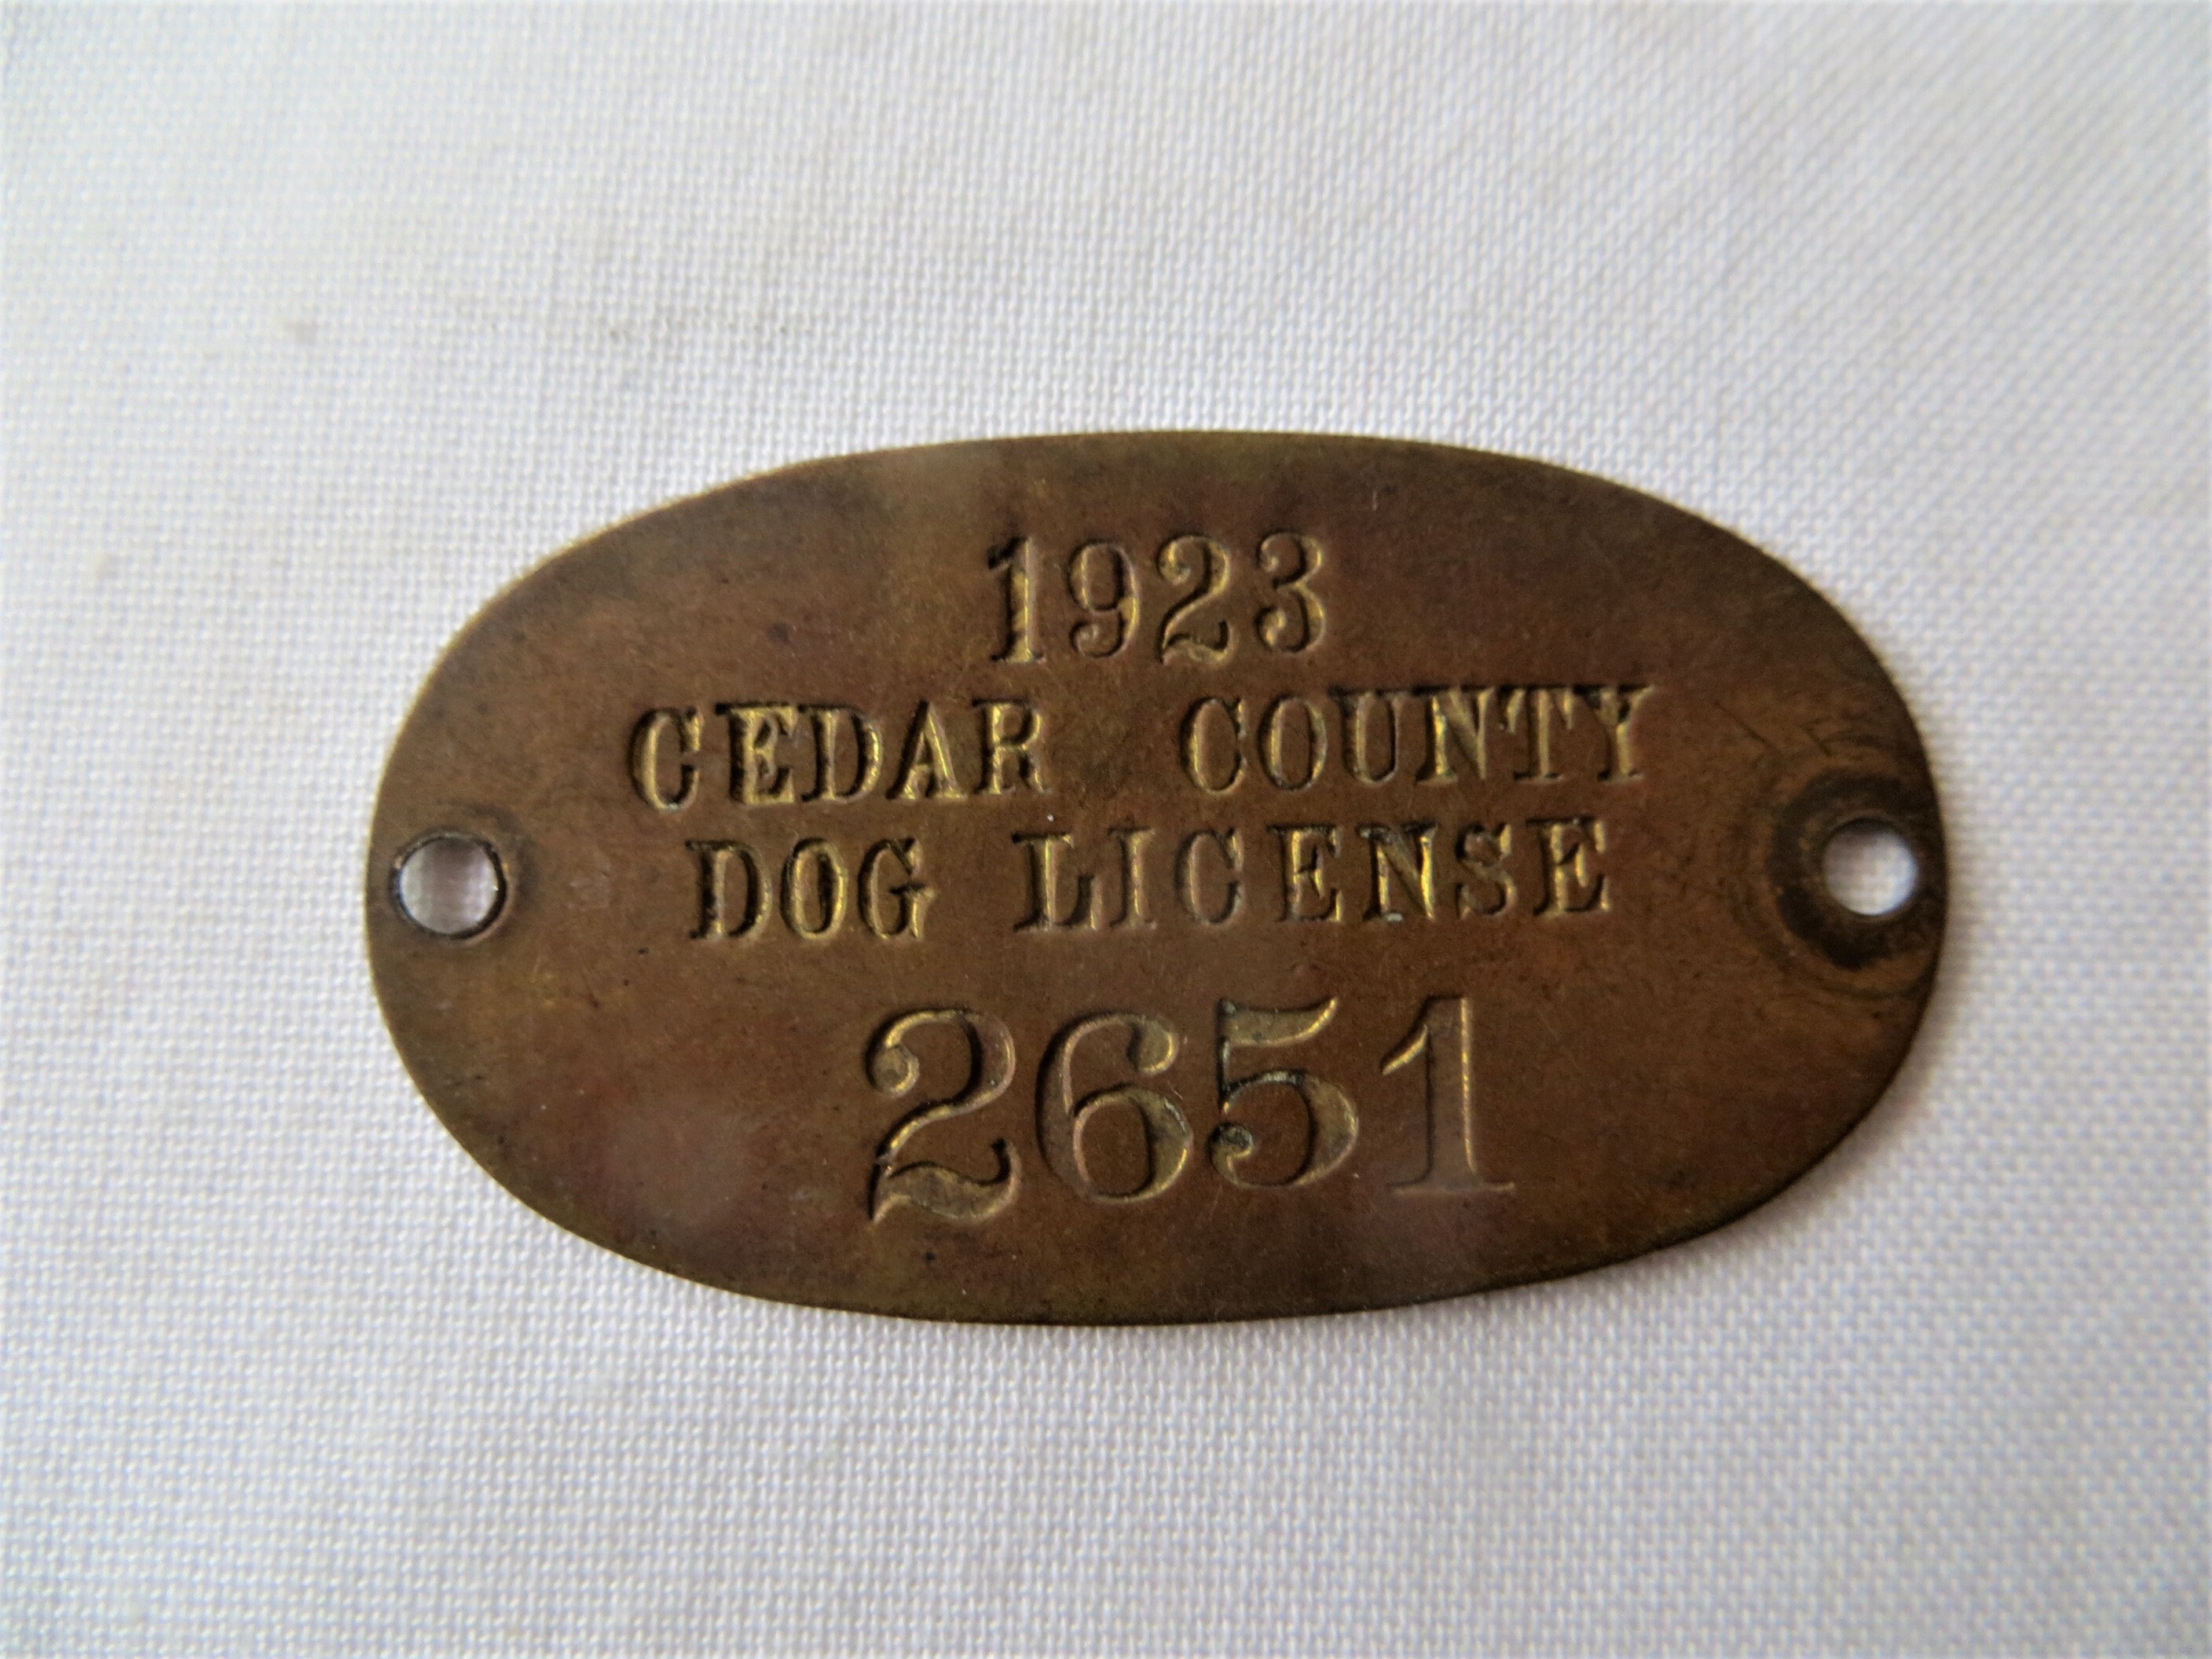 1923
CEDAR COUNTY
DOG LICENSE
2651